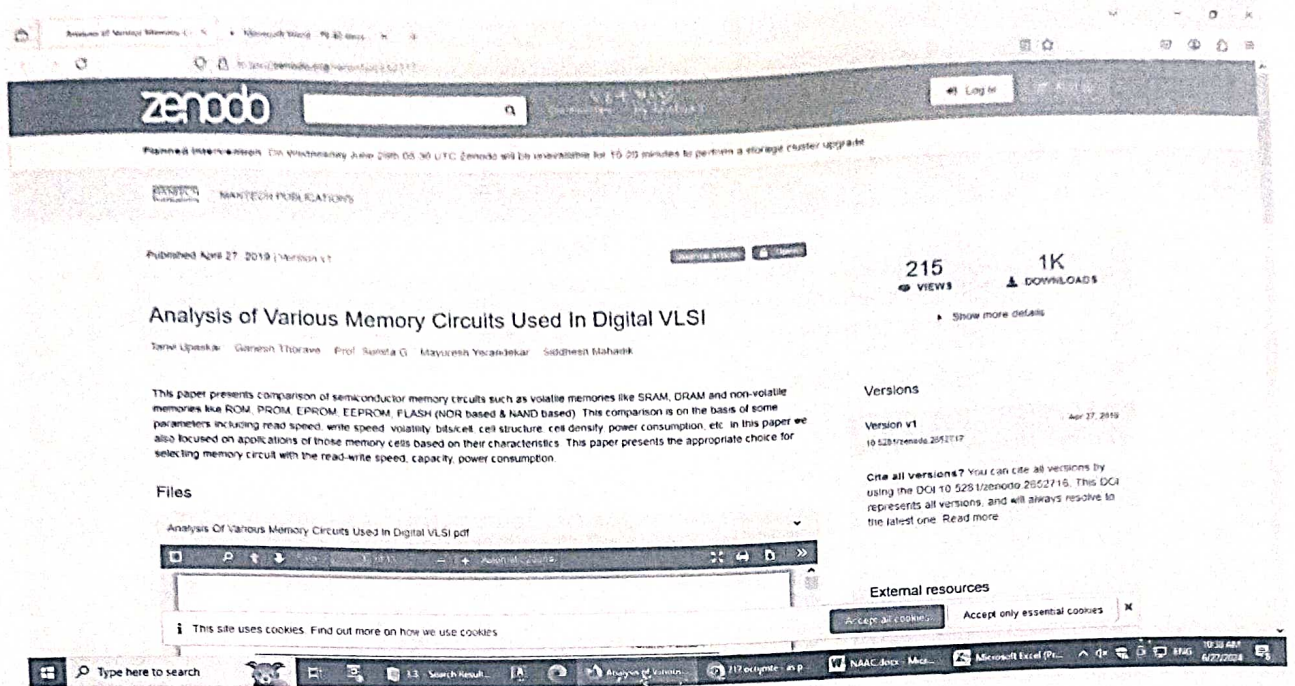 zenodo
Log in
Planned intervention: On Wednesday June 26th 05:30 UTC Zenodo will be unavailable for 10-20 minutes to perform a storage cluster upgrade.
MANTECH PUBLICATIONS
Published April 27, 2019 | Version v1
Journal article Open
215
VIEWS
1K
DOWNLOADS
Show more details
Analysis of Various Memory Circuits Used In Digital VLSI
Ganesh Thorave Prof. Sunita G Mayuresh Yerandekar Siddhesh Mahadik
This paper presents comparison of semiconductor memory circuits such as volatile memories like SRAM, DRAM and non-volatile
memories like ROM, PROM, EPROM, EEPROM, FLASH (NOR based & NAND based). This comparison is on the basis of some
parameters including read speed, write speed, volatility, bits/cell, cell structure, cell density, power consumption, etc. In this paper we
also focused on applications of those memory cells based on their characteristics. This paper presents the appropriate choice for
selecting memory circuit with the read-write speed, capacity, power consumption.
Versions
Version v1 Apr 27, 2019
10.5281/zenodo.2652717
Cite all versions? You can cite all versions by
using the DOI 10.5281/zenodo.2652716. This DOI
represents all versions, and will always resolve to
the latest one. Read more.
Files
Analysis Of Various Memory Circuits Used In Digital VLSI.pdf
External resources
i This site uses cookies. Find out more on how we use cookies
Accept all cookies
Accept only essential cookies
Type here to search
3.3 - Search Result...
Analysis of Variou...
NAAC.docx - Micr...
Microsoft Excel (Pr...
ENG
10:33 AM
6/27/2024